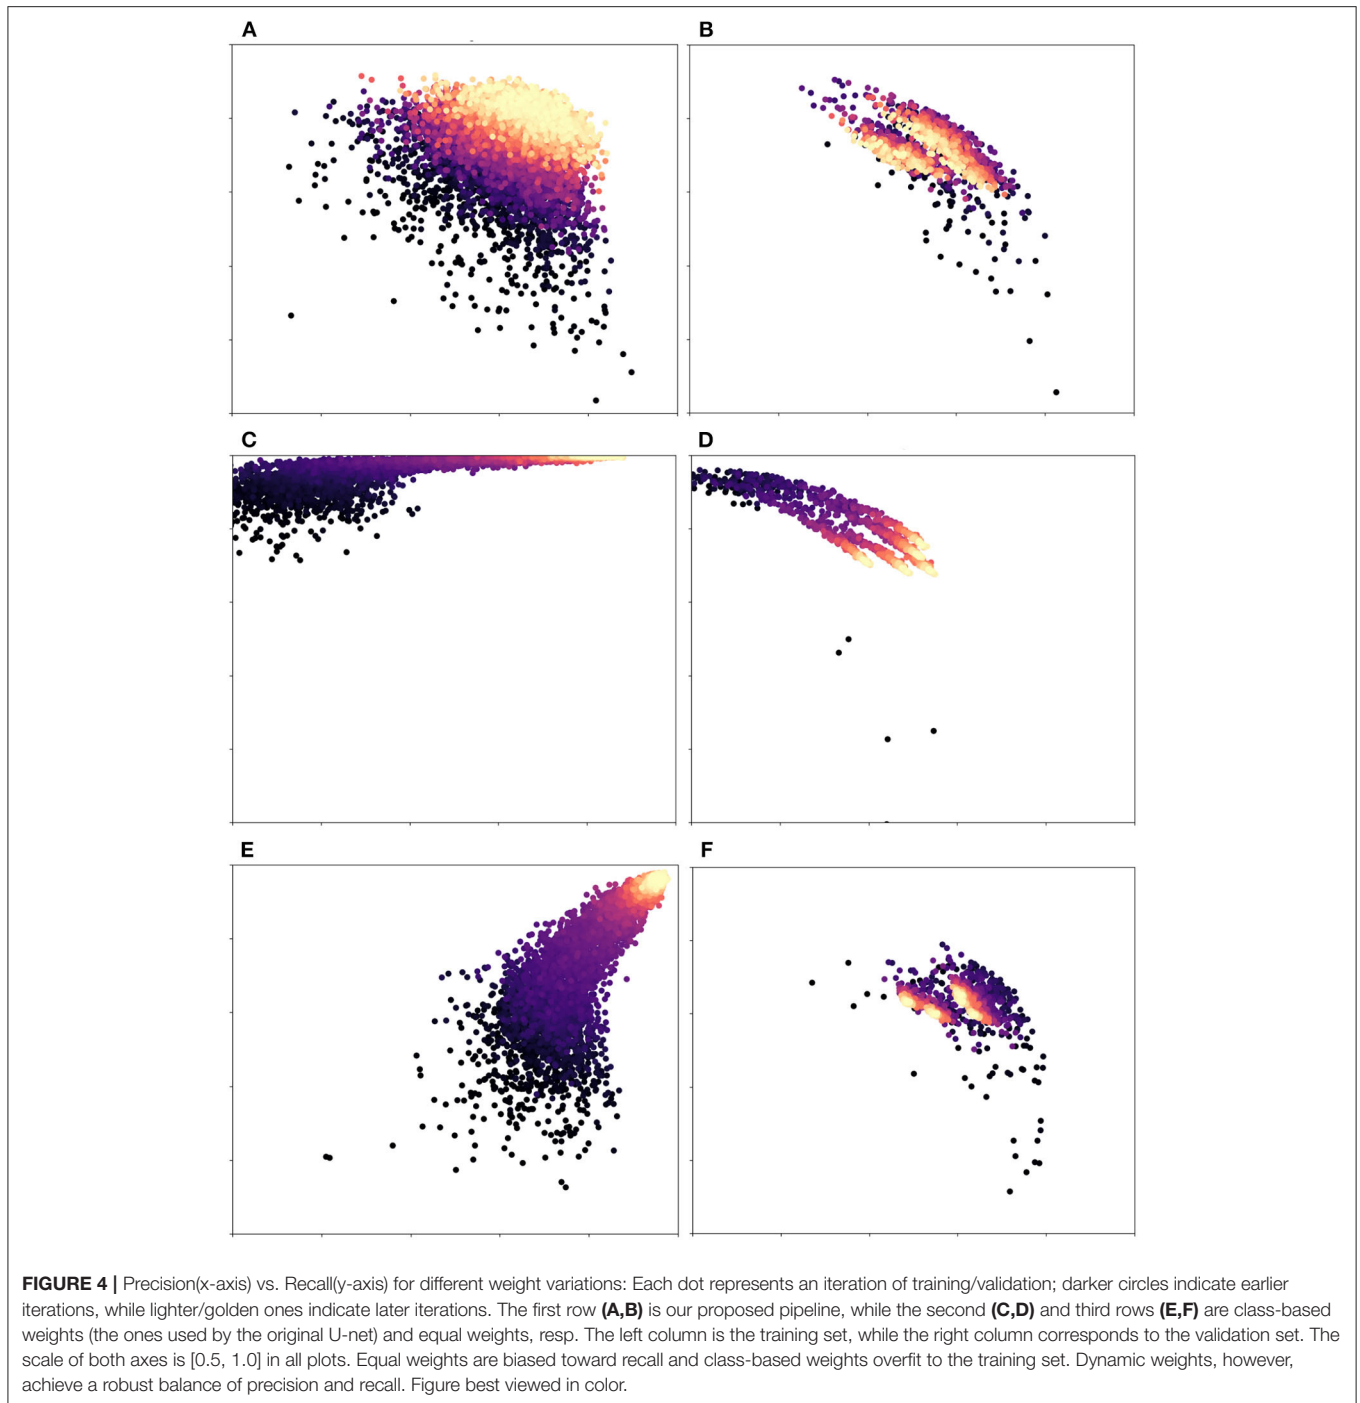 A
B
C
D
E
F
FIGURE 4 | Precision(x-axis) vs. Recall(y-axis) for different weight variations: Each dot represents an iteration of training/validation; darker circles indicate earlier
iterations, while lighter/golden ones indicate later iterations. The first row (A,B) is our proposed pipeline, while the second (C,D) and third rows (E,F) are class-based
weights (the ones used by the original U-net) and equal weights, resp. The left column is the training set, while the right column corresponds to the validation set. The
scale of both axes is [0.5, 1.0] in all plots. Equal weights are biased toward recall and class-based weights overfit to the training set. Dynamic weights, however,
achieve a robust balance of precision and recall. Figure best viewed in color.